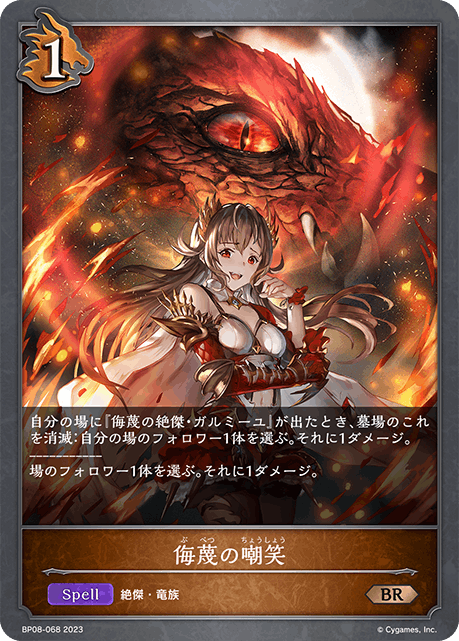 1
自分の場に『侮蔑の絶傑・ガルミーユ』が出たとき、墓場のこれ
を消滅:自分の場のフォロワー1体を選ぶ。それに1ダメージ。
――――――――――
場のフォロワー1体を選ぶ。それに1ダメージ。
ぶべつ ちょうしょう
侮蔑の嘲笑
Spell 絶傑・竜族 BR
BP08-068 2023 © Cygames, Inc.